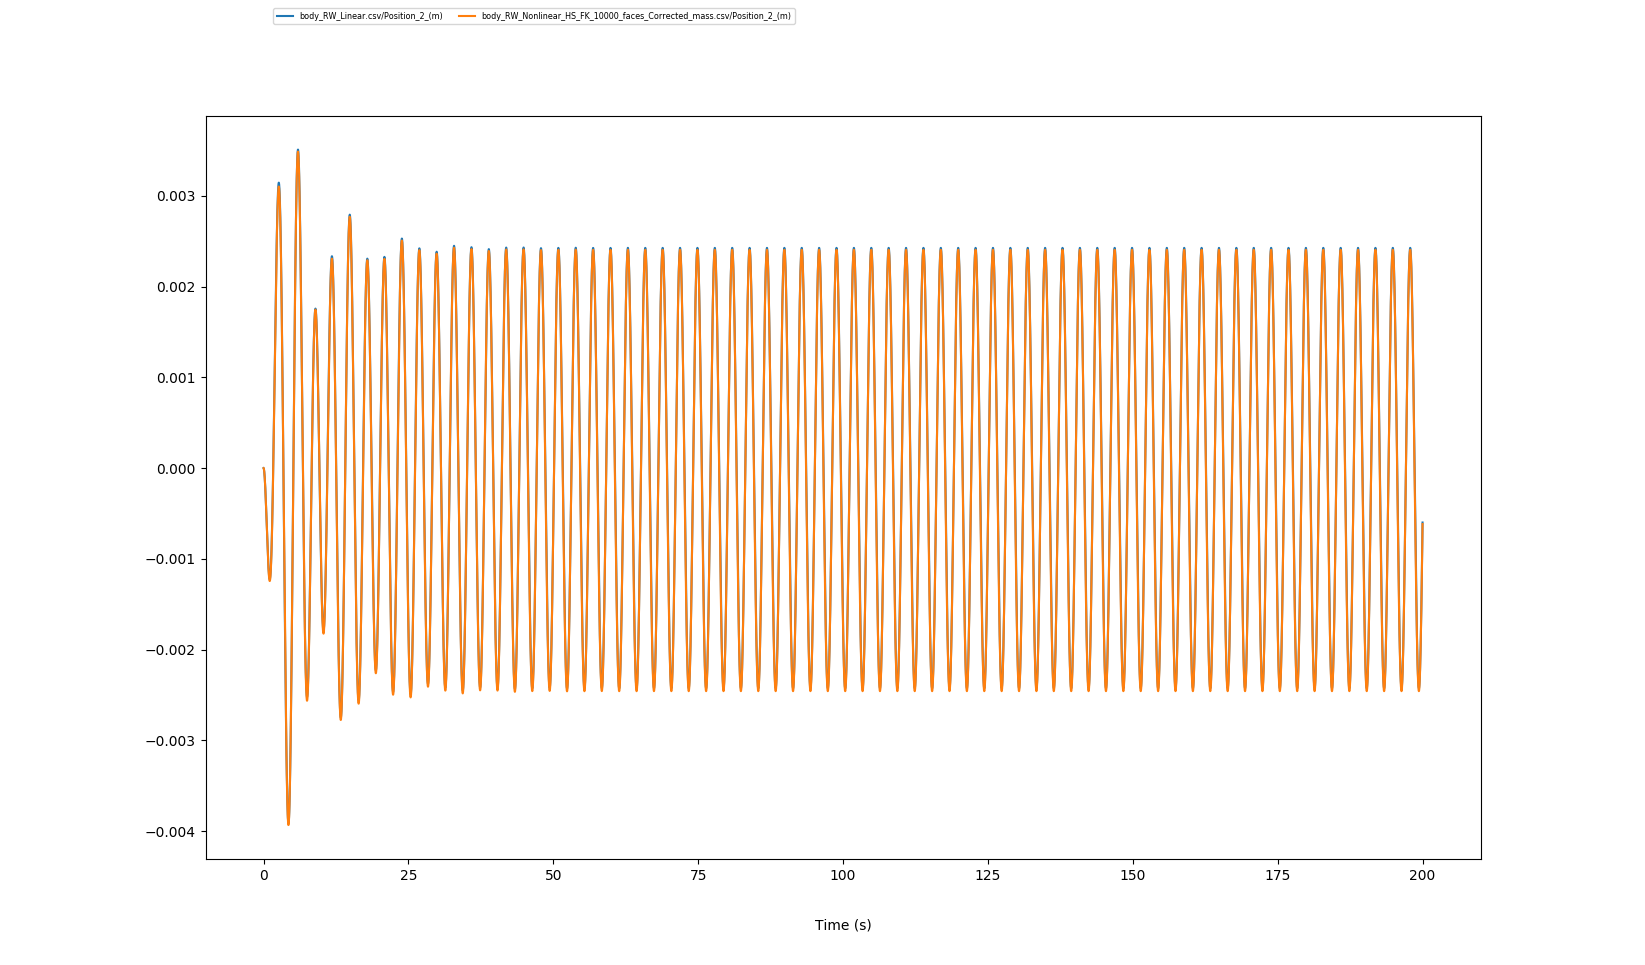 body_RW_Linear.csv/Position_2_(m) body_RW_Nonlinear_HS_FK_10000_faces_Corrected_mass.csv/Position_2_(m)
0.003
0.002
0.001
0.000
−0.001
−0.002
−0.003
−0.004
0 25 50 75 100 125 150 175 200
Time (s)